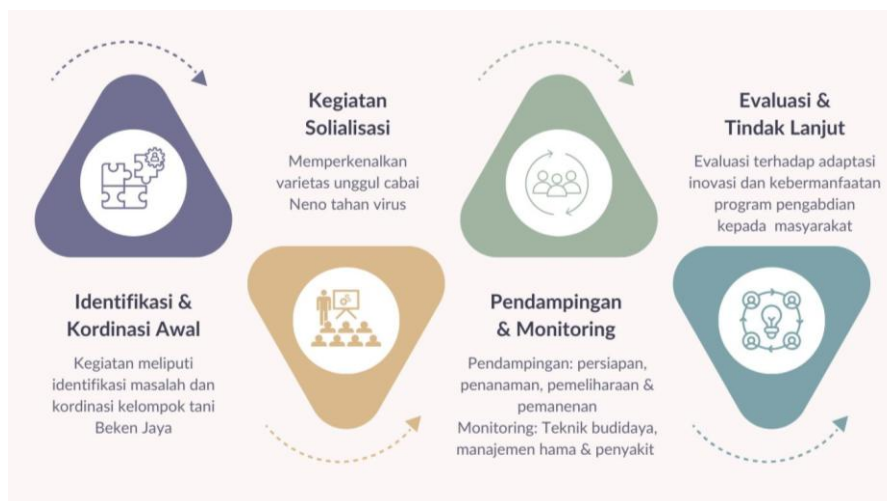 Identifikasi &
Kordinasi Awal
Kegiatan meliputi
identifikasi masalah dan
kordinasi kelompok tani
Beken Jaya
Kegiatan
Solialisasi
Memperkenalkan
varietas unggul cabai
Neno tahan virus
Pendampingan
& Monitoring
Pendampingan: persiapan,
penanaman, pemeliharaan &
pemanenan
Monitoring: Teknik budidaya,
manajemen hama & penyakit
Evaluasi &
Tindak Lanjut
Evaluasi terhadap adaptasi
inovasi dan kebermanfaatan
program pengabdian
kepada masyarakat